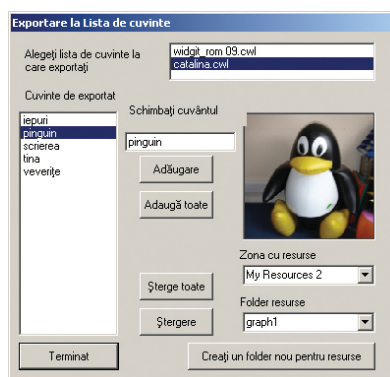 Exportare la Lista de cuvinte
Alegeți lista de cuvinte la
care exportați
widgit_rom 09.cwl
catalina.cwl
Cuvinte de exportat
iepuri
pinguin
scrierea
tina
veverițe
Schimbați cuvântul
pinguin
Adăugare
Adaugă toate
Șterge toate
Ștergere
Zona cu resurse
My Resources 2
Folder resurse
graph1
Terminat
Creați un folder nou pentru resurse